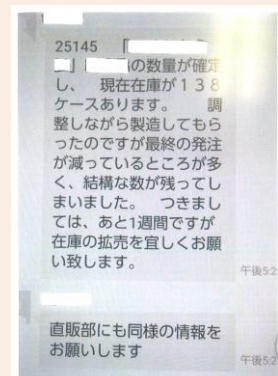 25145 「
」 の数量が確定
し、 現在在庫が138
ケースあります。 調
整しながら製造してもら
ったのですが最終の発注
が減っているところが多
く、結構な数が残ってし
まいました。 つきまし
ては、あと1週間ですが
在庫の拡売を宜しくお願
い致します。
午後5:2
直販部にも同様の情報を
お願いします
午後5:2